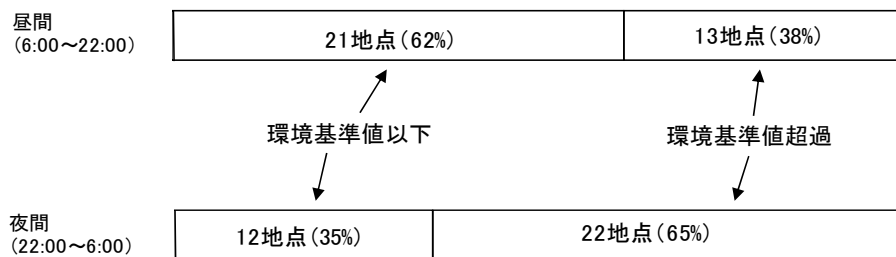 昼間
(6:00～22:00)
21地点(62%)
13地点(38%)
環境基準値以下
環境基準値超過
夜間
(22:00～6:00)
12地点(35%)
22地点(65%)